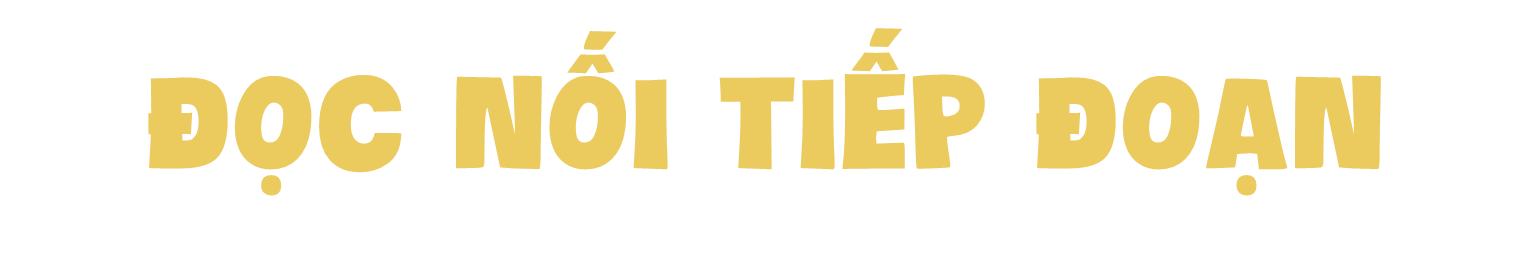 ĐỌC NỐI TIẾP ĐOẠN